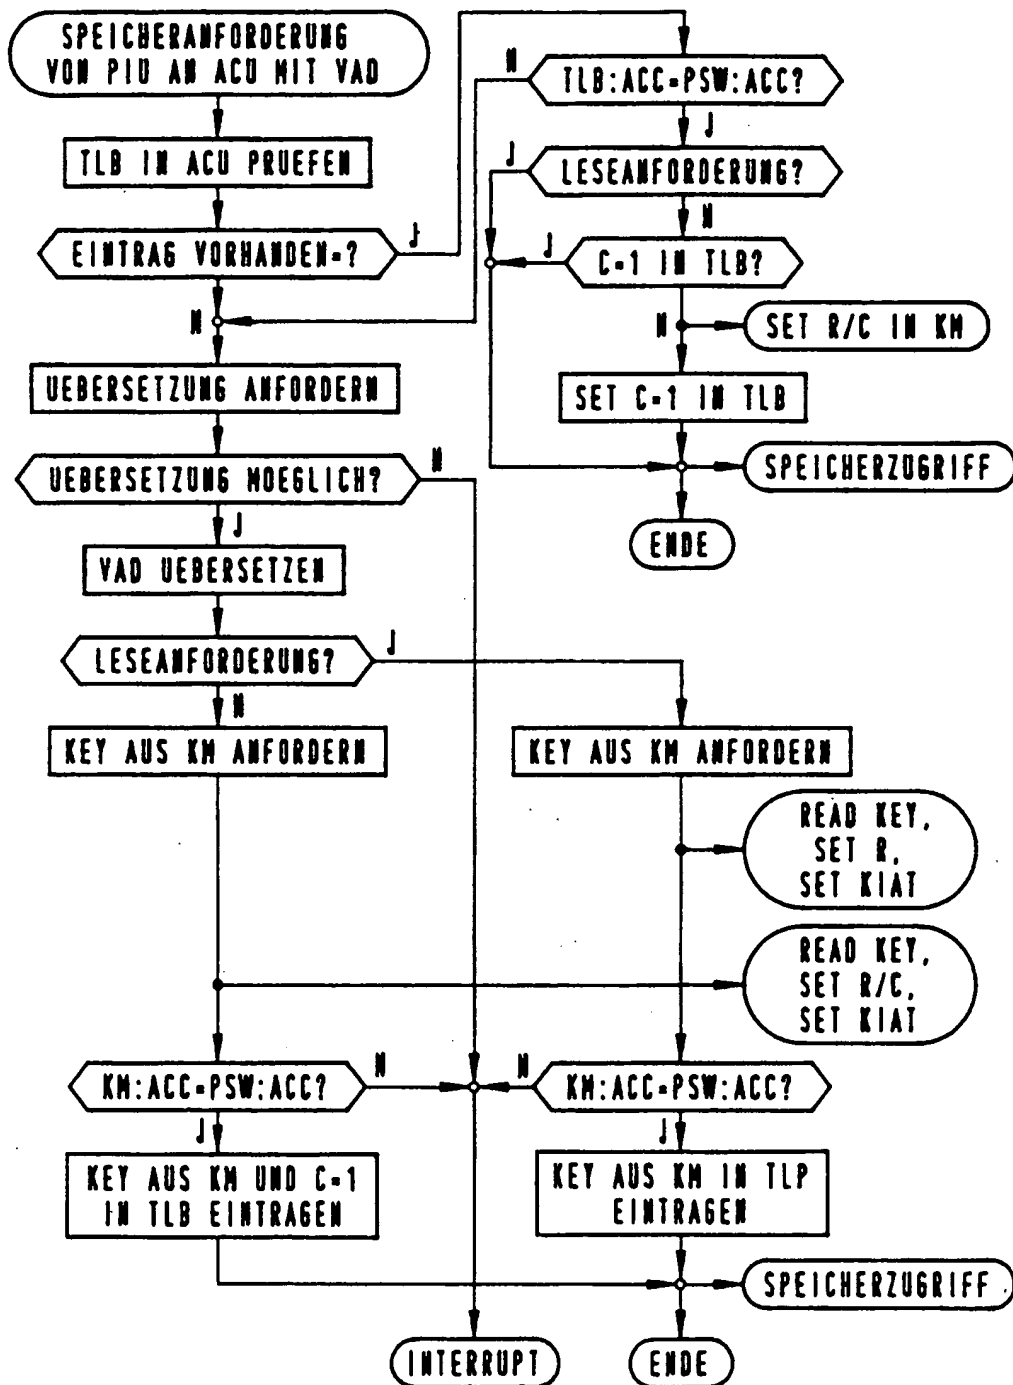 SPEICHERANFORDERUNG
VON PIU AN ACU MIT VAD
TLB IN ACU PRUEFEN
EINTRAG VORHANDEN=?
J
N
UEBERSETZUNG ANFORDERN
UEBERSETZUNG MOEGLICH?
N
J
VAD UEBERSETZEN
LESEANFORDERUNG?
J
N
KEY AUS KM ANFORDERN
KM:ACC=PSW:ACC?
N
J
KEY AUS KM UND C=1
IN TLB EINTRAGEN
TLB:ACC=PSW:ACC?
N
J
LESEANFORDERUNG?
J
N
C=1 IN TLB?
J
N
SET R/C IN KM
SET C=1 IN TLB
SPEICHERZUGRIFF
ENDE
KEY AUS KM ANFORDERN
READ KEY,
SET R,
SET KIAT
READ KEY,
SET R/C,
SET KIAT
KM:ACC=PSW:ACC?
N
J
KEY AUS KM IN TLP
EINTRAGEN
SPEICHERZUGRIFF
INTERRUPT
ENDE